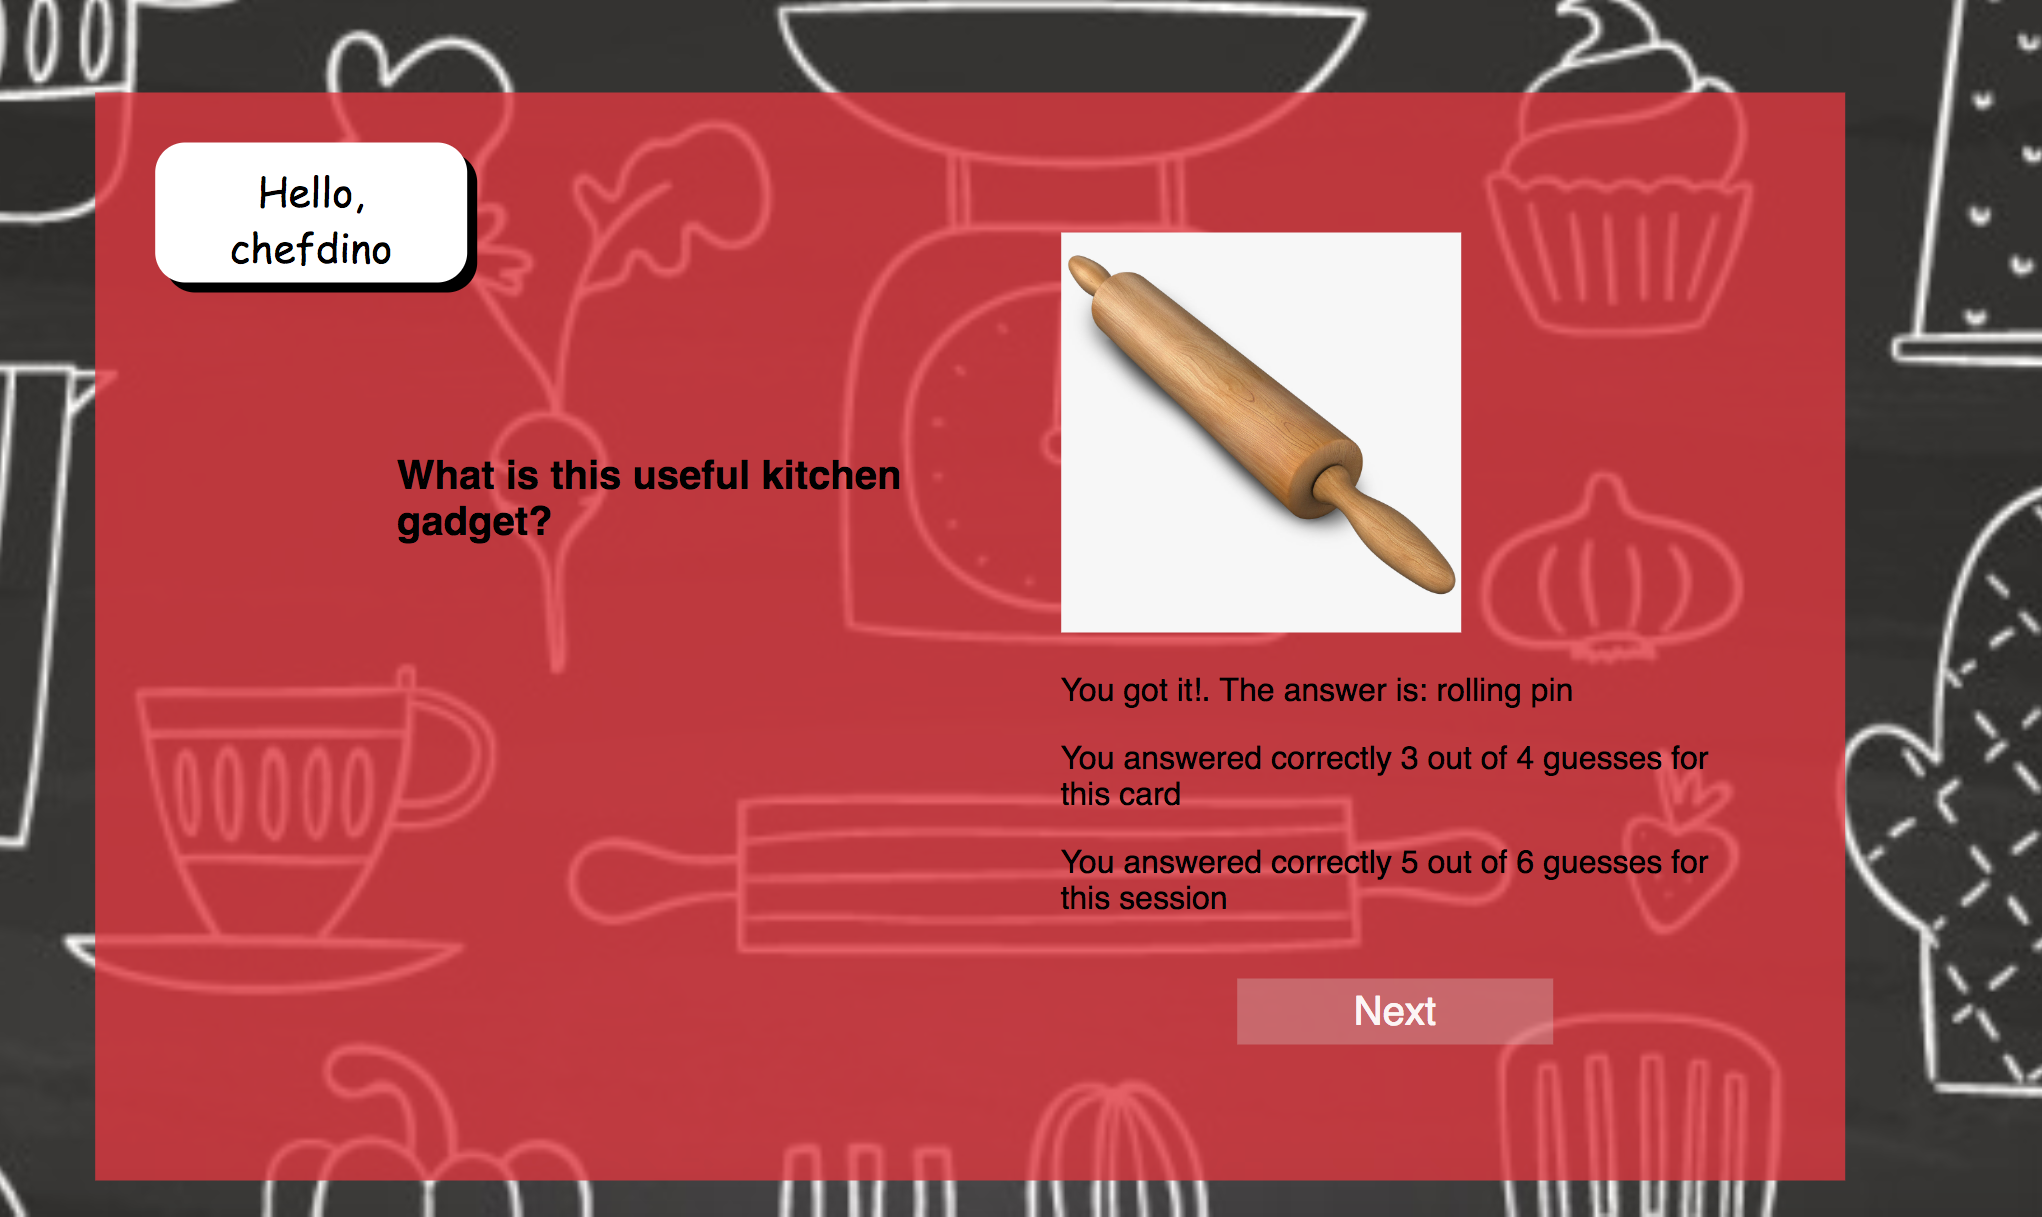 Hello,
chefdino
What is this useful kitchen
gadget?
You got it!. The answer is: rolling pin
You answered correctly 3 out of 4 guesses for
this card
You answered correctly 5 out of 6 guesses for
this session
Next